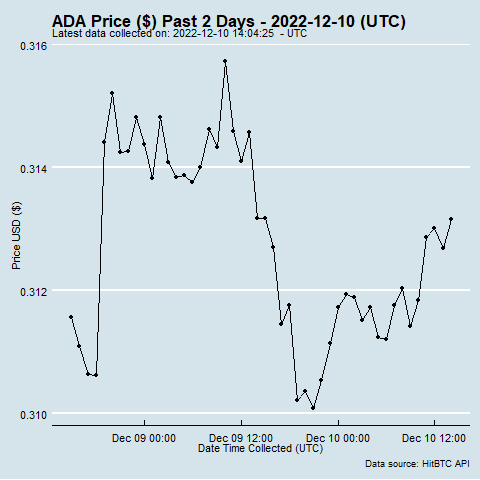 ADA Price ($) Past 2 Days - 2022-12-10 (UTC)
Latest data collected on: 2022-12-10 14:04:25  - UTC
0.316
0.314
0.312
0.310
Price USD ($)
Dec 09 00:00
Dec 09 12:00
Dec 10 00:00
Dec 10 12:00
Date Time Collected (UTC)
Data source: HitBTC API